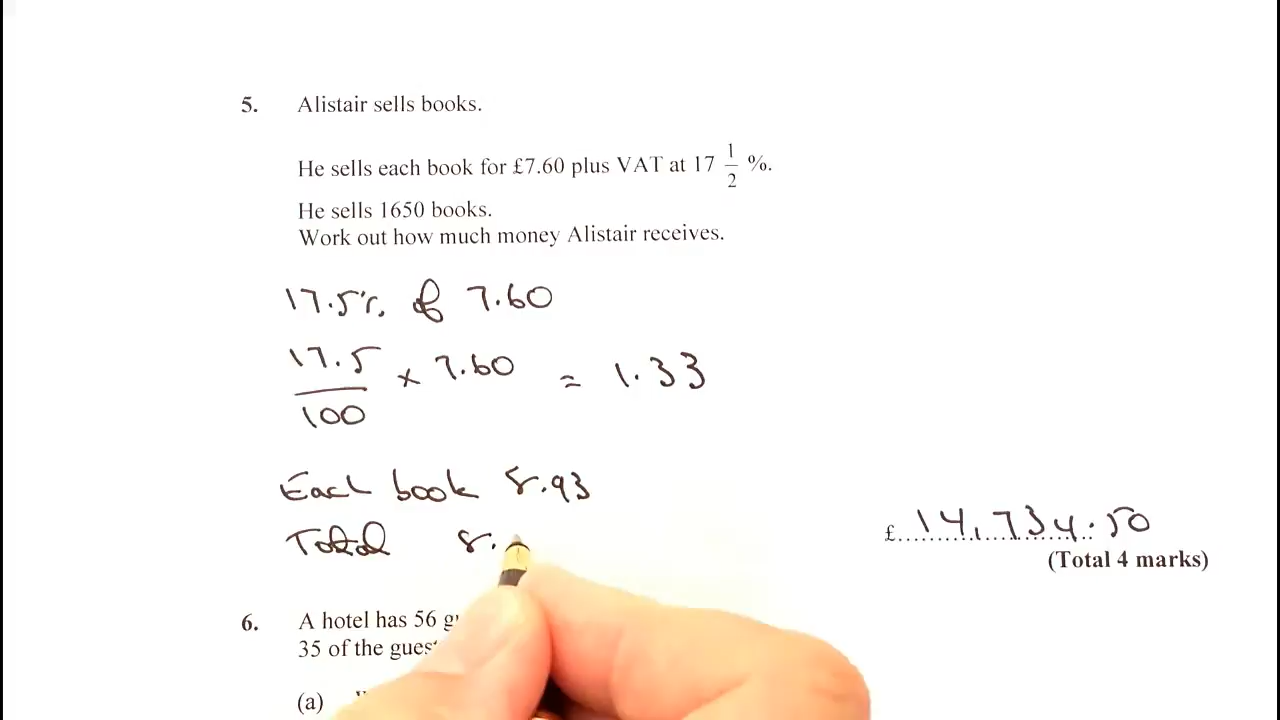 5. Alistair sells books.
He sells each book for £7.60 plus VAT at 17 1/2 %.
He sells 1650 books.
Work out how much money Alistair receives.
17.5% of 7.60
17.5/100 × 7.60 = 1.33
Each book 8.93
Total 8.
£ 14,734.50
(Total 4 marks)
6. A hotel has 56
35 of the
(a)